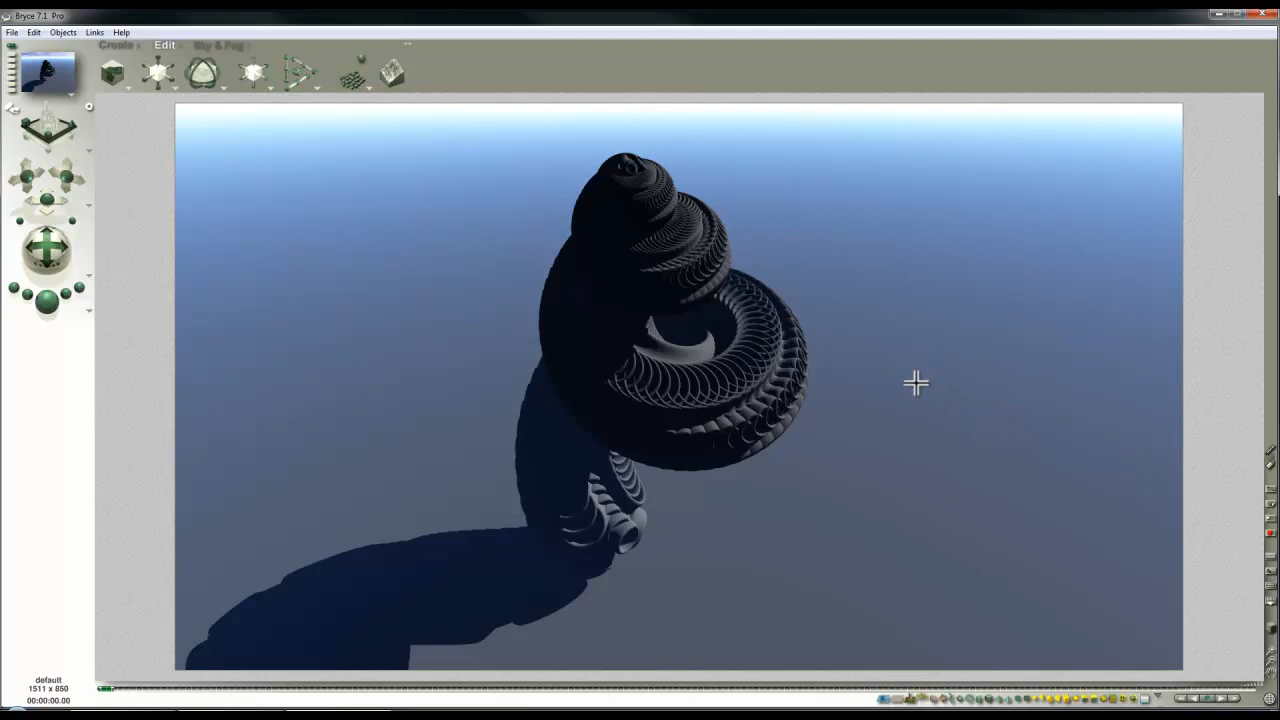 Bryce 7.1 Pro
File Edit Objects Links Help
Create Edit Sky & Fog
default
1511 x 850
00:00:00.00